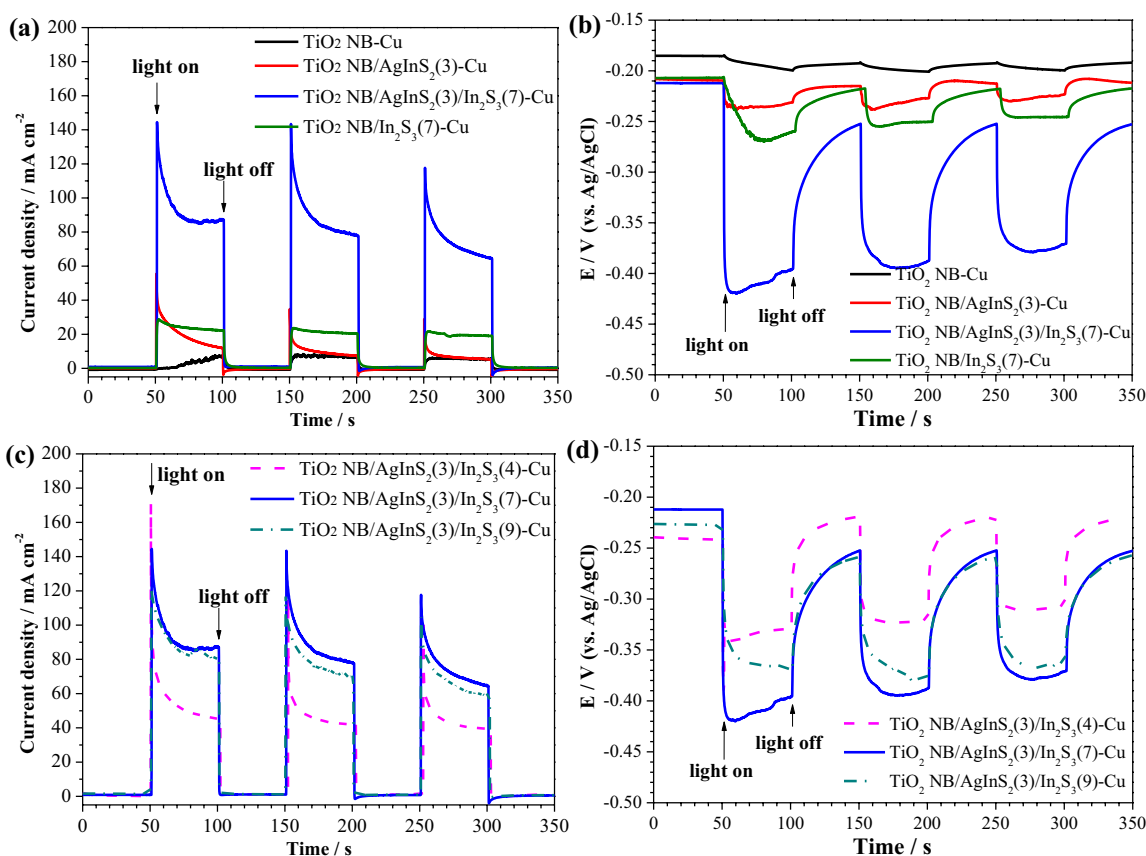 (a)
200
180
160
140
120
100
80
60
40
20
0
Current density / mA cm⁻²
0 50 100 150 200 250 300 350
Time / s
TiO₂ NB-Cu
TiO₂ NB/AgInS₂(3)-Cu
TiO₂ NB/AgInS₂(3)/In₂S₃(7)-Cu
TiO₂ NB/In₂S₃(7)-Cu
light on
light off
(b)
-0.15
-0.20
-0.25
-0.30
-0.35
-0.40
-0.45
-0.50
E / V (vs. Ag/AgCl)
0 50 100 150 200 250 300 350
Time / s
TiO₂ NB-Cu
TiO₂ NB/AgInS₂(3)-Cu
TiO₂ NB/AgInS₂(3)/In₂S₃(7)-Cu
TiO₂ NB/In₂S₃(7)-Cu
light on
light off
(c)
200
180
160
140
120
100
80
60
40
20
0
Current density / mA cm⁻²
0 50 100 150 200 250 300 350
Time / s
TiO₂ NB/AgInS₂(3)/In₂S₃(4)-Cu
TiO₂ NB/AgInS₂(3)/In₂S₃(7)-Cu
TiO₂ NB/AgInS₂(3)/In₂S₃(9)-Cu
light on
light off
(d)
-0.15
-0.20
-0.25
-0.30
-0.35
-0.40
-0.45
-0.50
E / V (vs. Ag/AgCl)
0 50 100 150 200 250 300 350
Time / s
TiO₂ NB/AgInS₂(3)/In₂S₃(4)-Cu
TiO₂ NB/AgInS₂(3)/In₂S₃(7)-Cu
TiO₂ NB/AgInS₂(3)/In₂S₃(9)-Cu
light on
light off